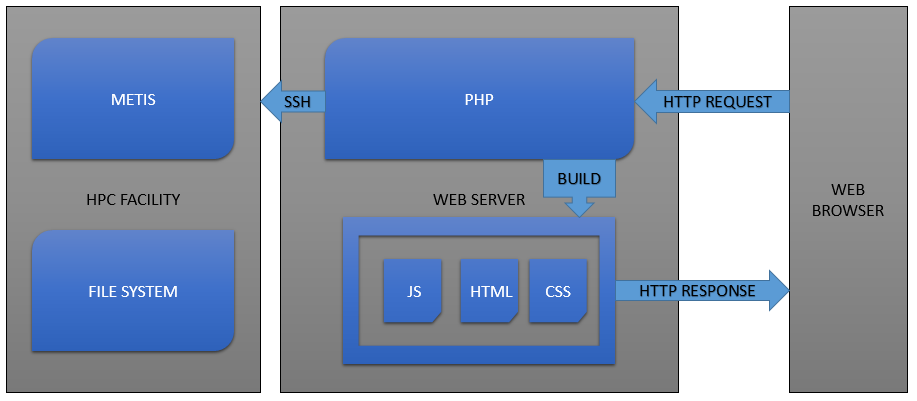 METIS
HPC FACILITY
FILE SYSTEM
SSH
PHP
BUILD
WEB SERVER
JS
HTML
CSS
HTTP REQUEST
HTTP RESPONSE
WEB
BROWSER